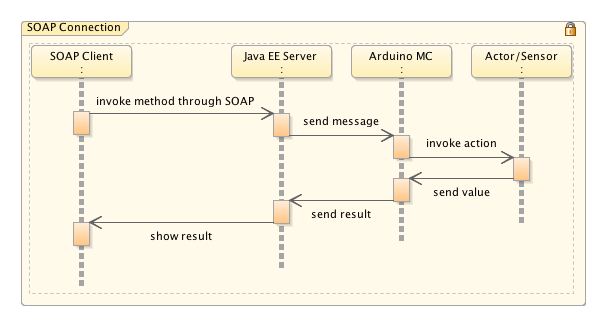 SOAP Connection
SOAP Client
:
Java EE Server
:
Arduino MC
:
Actor/Sensor
:
invoke method through SOAP
send message
invoke action
send value
send result
show result